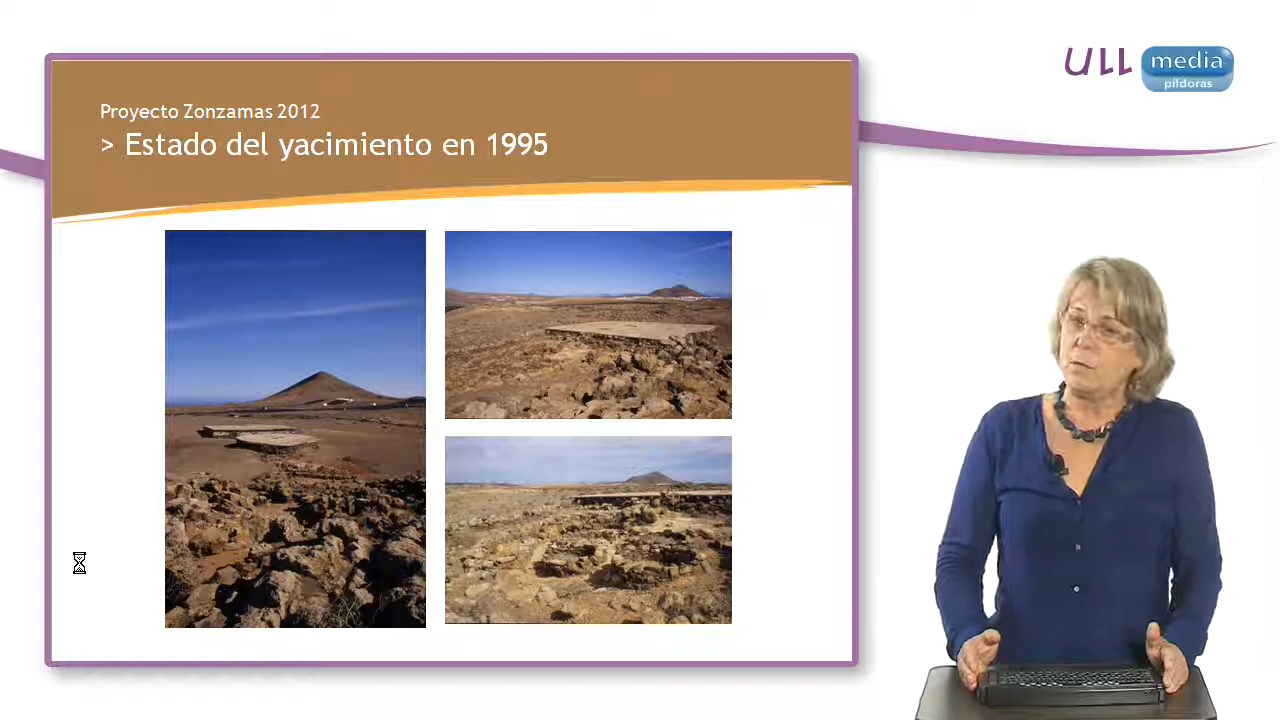 Proyecto Zonzamas 2012
> Estado del yacimiento en 1995
ULL media
píldoras